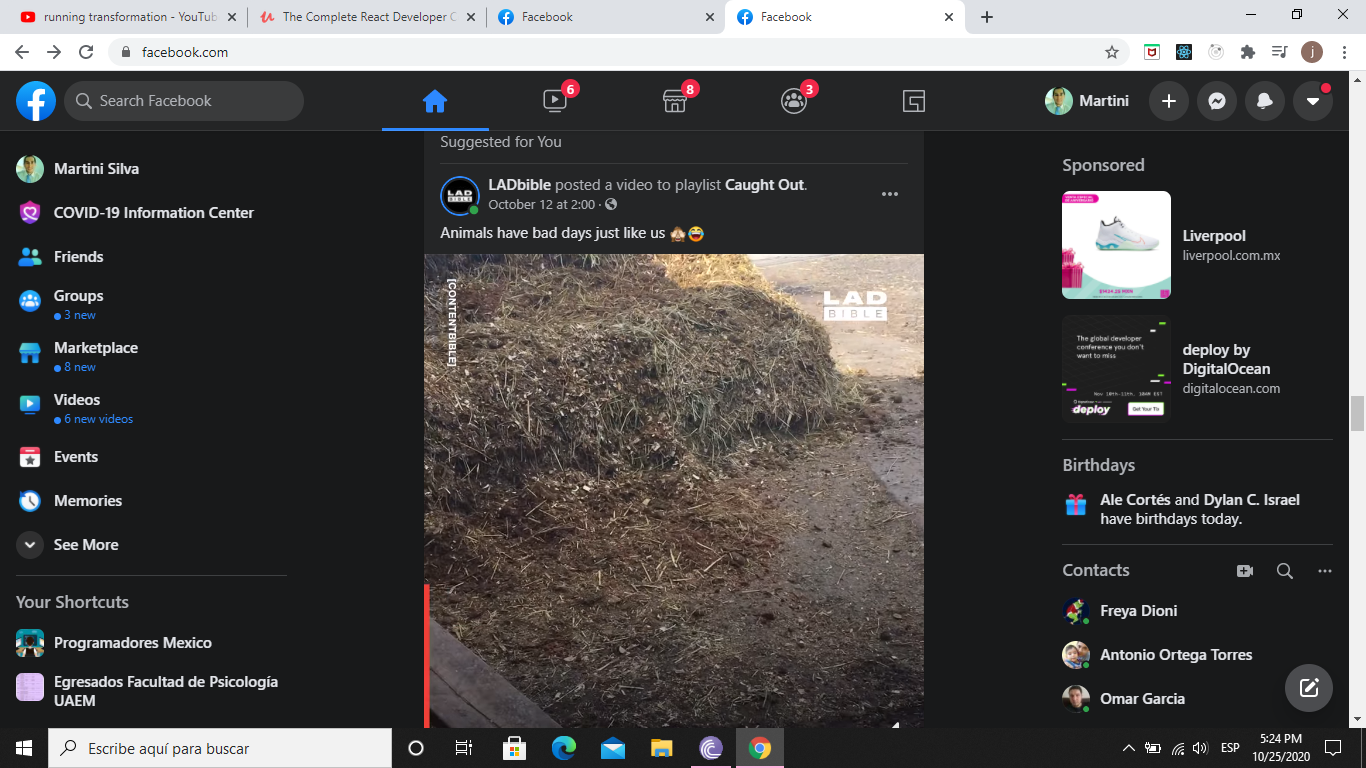 running transformation - YouTub
The Complete React Developer C
Facebook
Facebook
facebook.com
j
Search Facebook
6
8
3
Martini
Martini Silva
COVID-19 Information Center
Friends
Groups
3 new
Marketplace
8 new
Videos
6 new videos
Events
Memories
See More
Your Shortcuts
Programadores Mexico
Egresados Facultad de Psicología
UAEM
Suggested for You
LADbible posted a video to playlist Caught Out.
October 12 at 2:00 ·
Animals have bad days just like us 🙈😂
[CONTENTBIBLE]
LAD
BIBLE
Sponsored
Liverpool
liverpool.com.mx
The global developer
conference you don't
want to miss
Nov 10th-11th, 10AM EST
deploy
Get Your Tic
deploy by
DigitalOcean
digitalocean.com
Birthdays
Ale Cortés and Dylan C. Israel
have birthdays today.
Contacts
Freya Dioni
Antonio Ortega Torres
Omar Garcia
Escribe aquí para buscar
ESP
5:24 PM
10/25/2020